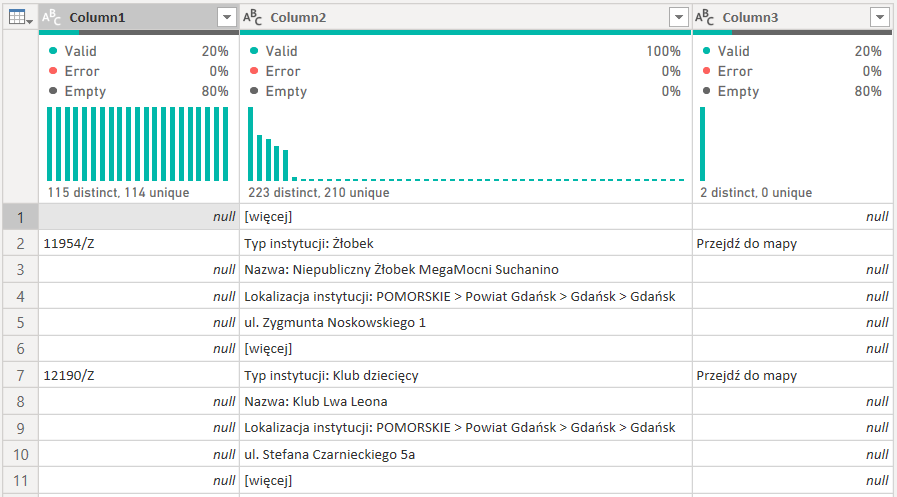 ABC Column1 ABC Column2 ABC Column3
Valid 20% Valid 100% Valid 20%
Error 0% Error 0% Error 0%
Empty 80% Empty 0% Empty 80%
115 distinct, 114 unique 223 distinct, 210 unique 2 distinct, 0 unique
1 null [więcej] null
2 11954/Z Typ instytucji: Żłobek Przejdź do mapy
3 null Nazwa: Niepubliczny Żłobek MegaMocni Suchanino null
4 null Lokalizacja instytucji: POMORSKIE > Powiat Gdańsk > Gdańsk > Gdańsk null
5 null ul. Zygmunta Noskowskiego 1 null
6 null [więcej] null
7 12190/Z Typ instytucji: Klub dziecięcy Przejdź do mapy
8 null Nazwa: Klub Lwa Leona null
9 null Lokalizacja instytucji: POMORSKIE > Powiat Gdańsk > Gdańsk > Gdańsk null
10 null ul. Stefana Czarnieckiego 5a null
11 null [więcej] null